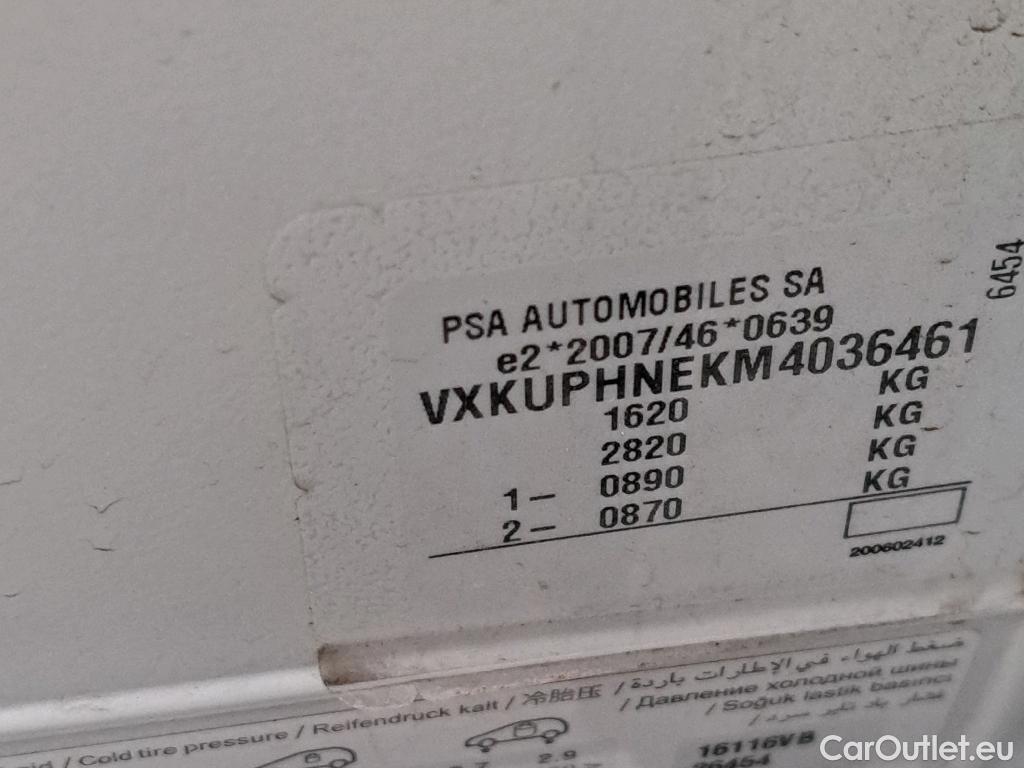 PSA AUTOMOBILES SA
e2*2007/46*0639
VXKUPHNEKM4036461
1620 KG
2820 KG
1– 0890 KG
2– 0870 KG
200602412
6454
ضغط الهواء في الإطارات باردة /
Cold tire pressure / Reifendruck kalt / 冷胎压 / Давление холодной шины
/ Soğuk lastik basıncı
16116VB
2.9
CarOutlet.eu